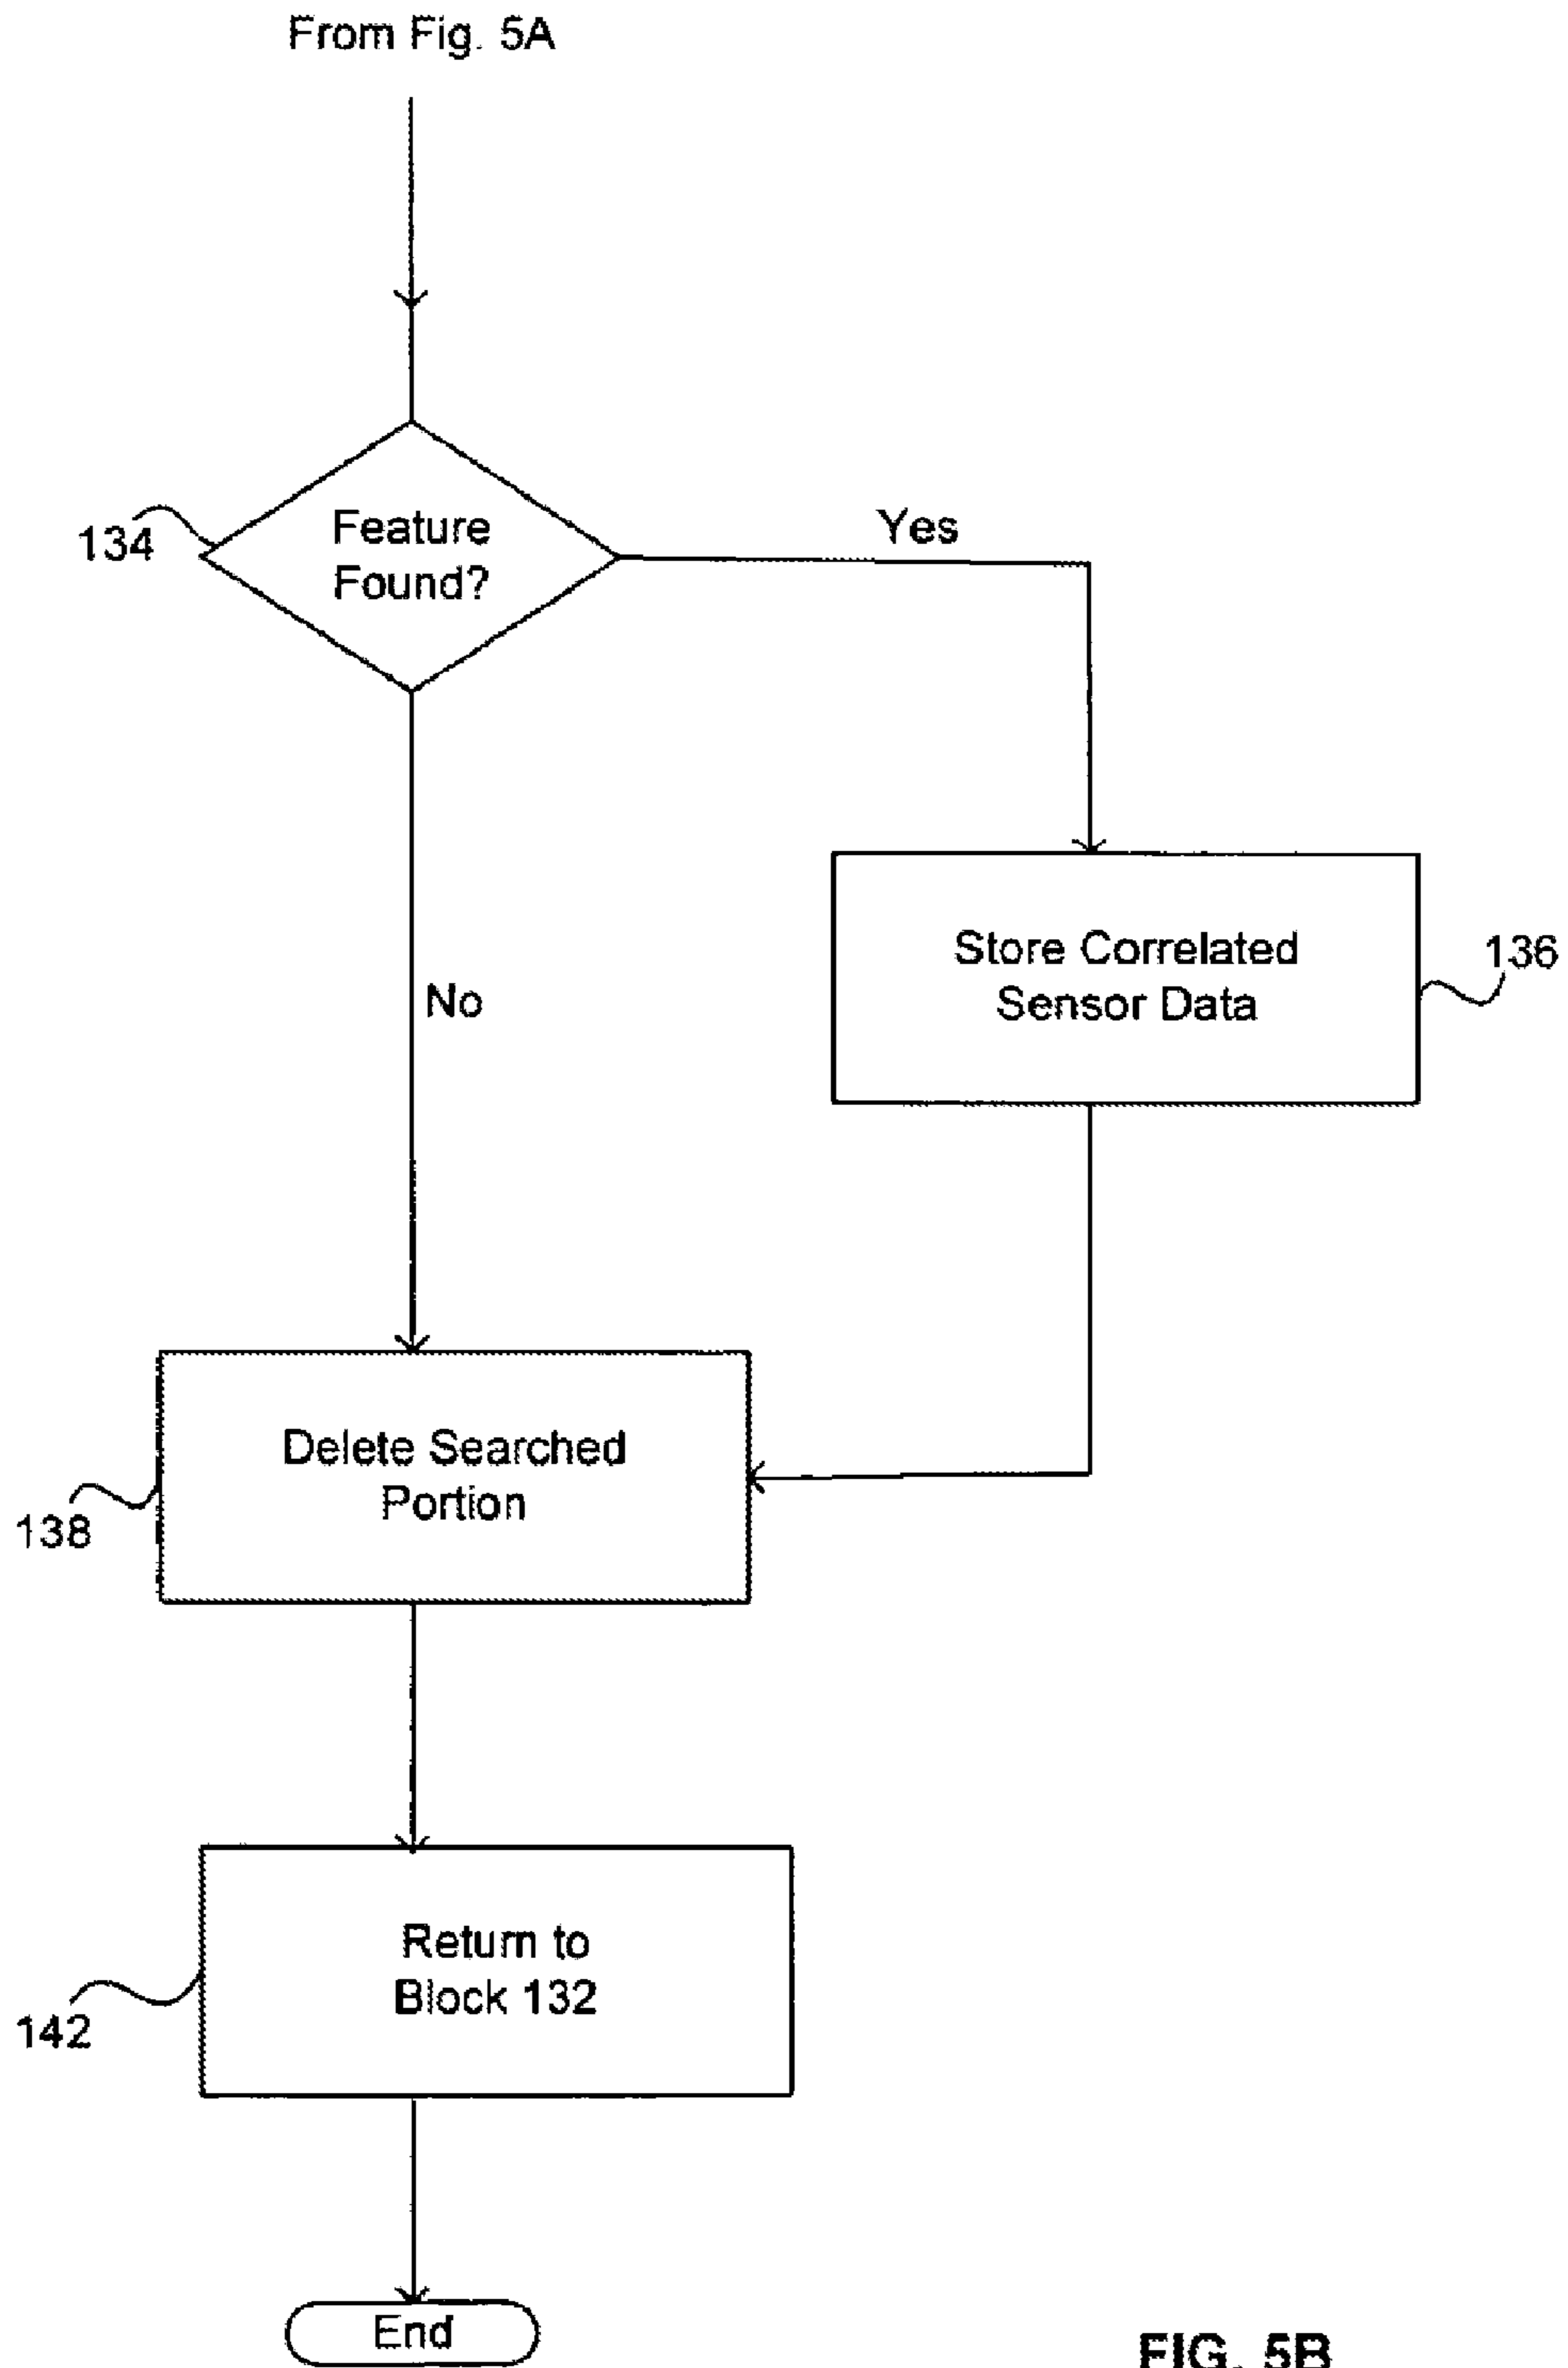 From Fig. 5A
134
Feature
Found?
Yes
No
Store Correlated
Sensor Data
136
Delete Searched
Portion
138
Return to
Block 132
142
End
FIG. 5B